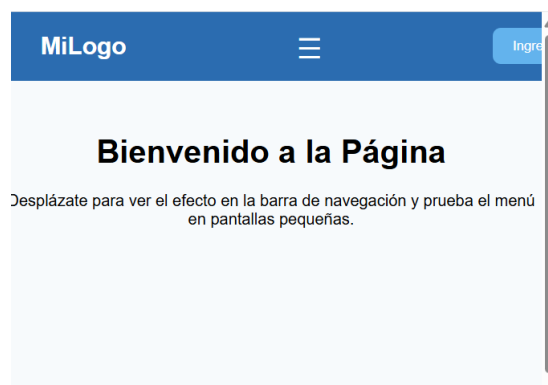 MiLogo
Bienvenido a la Página
Desplázate para ver el efecto en la barra de navegación y prueba el menú
en pantallas pequeñas.